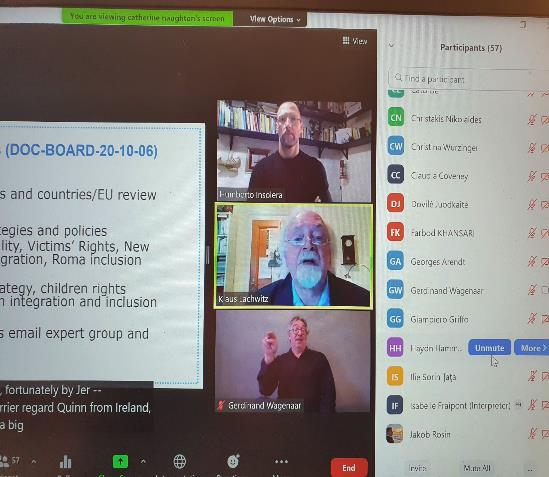 You are viewing catherine naughton's screen
View Options
View
Participants (57)
Find a participant
(DOC-BOARD-20-10-06)
s and countries/EU review
tegies and policies
lity, Victims' Rights, New
gration, Roma inclusion
ategy, children rights
n integration and inclusion
s email expert group and
, fortunately by Jer --
rrier regard Quinn from Ireland,
a big
Humberto Insolera
Klaus Lachwitz
Gerdinand Wagenaar
CN Christakis Nikolaides
CW Christina Wurzinger
CC Claudia Coveney
DJ Dovilė Juodkaitė
FK Farbod KHANSARI
GA Georges Arendt
GW Gerdinand Wagenaar
GG Giampiero Griffo
HH Haydn Hamm... Unmute More
IS Ilie Sorin Țață
IF Isabelle Fraipont (Interpreter)
Jakob Rosin
57
End
Invite
Mute All
...